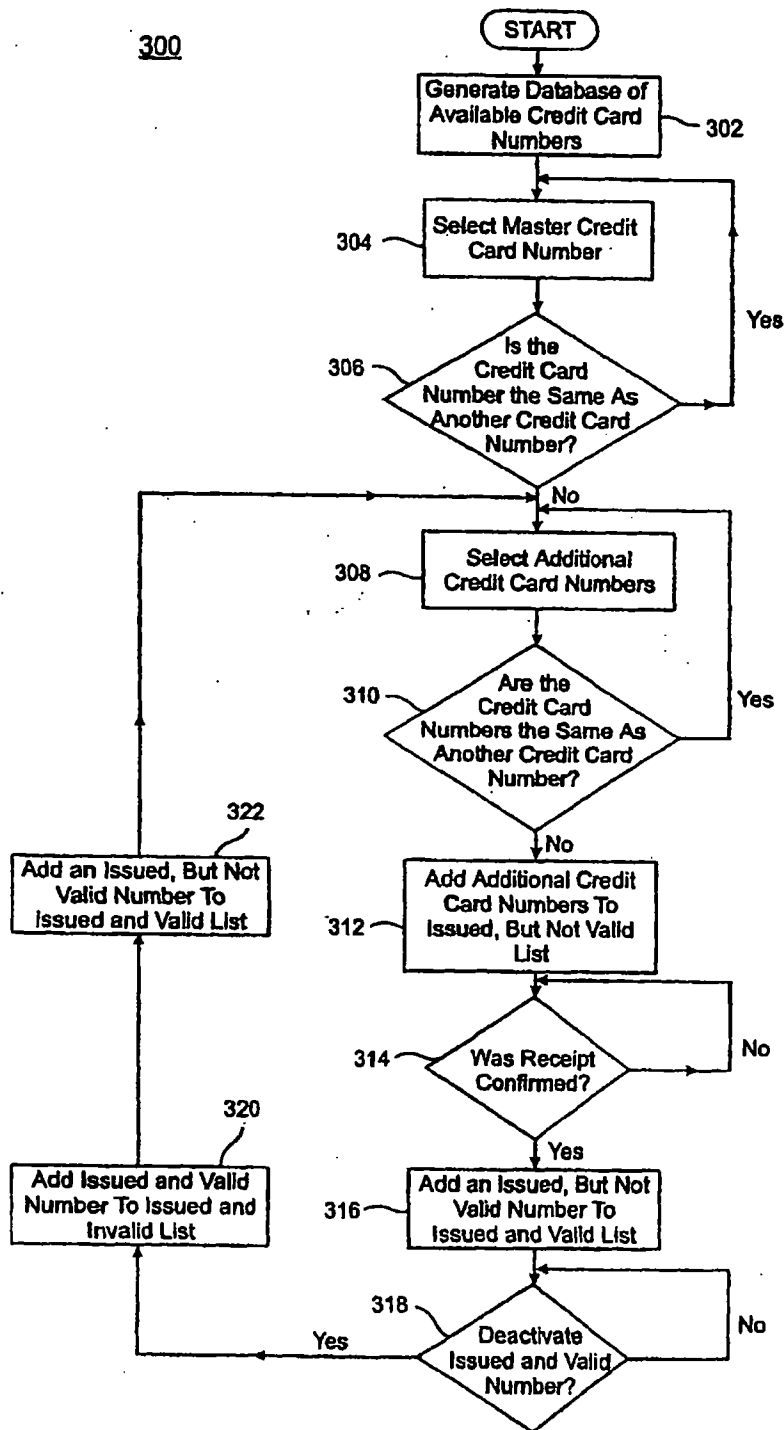 300
START
Generate Database of
Available Credit Card
Numbers
302
304
Select Master Credit
Card Number
Yes
306
Is the
Credit Card
Number the Same As
Another Credit Card
Number?
No
308
Select Additional
Credit Card Numbers
310
Are the
Credit Card
Numbers the Same As
Another Credit Card
Number?
Yes
No
322
Add an Issued, But Not
Valid Number To
Issued and Valid List
312
Add Additional Credit
Card Numbers To
Issued, But Not Valid
List
314
Was Receipt
Confirmed?
No
Yes
320
Add Issued and Valid
Number To Issued and
Invalid List
316
Add an Issued, But Not
Valid Number To
Issued and Valid List
318
Deactivate
Issued and Valid
Number?
No
Yes